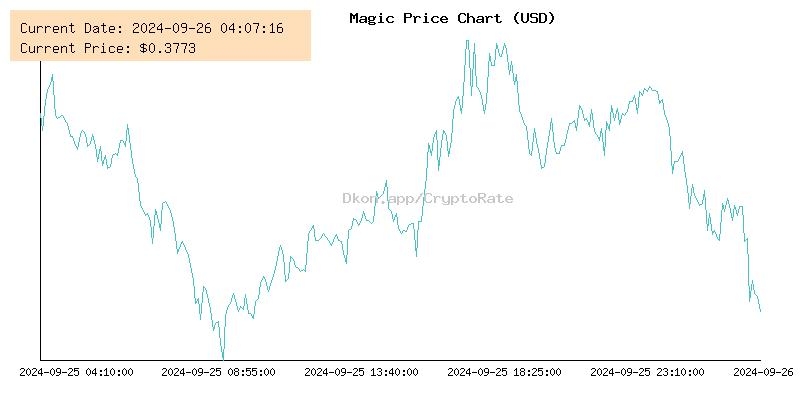 Magic Price Chart (USD)
Current Date: 2024-09-26 04:07:16
Current Price: $0.3773
Dkon.app/CryptoRate
2024-09-25 04:10:00 2024-09-25 08:55:00 2024-09-25 13:40:00 2024-09-25 18:25:00 2024-09-25 23:10:00 2024-09-26